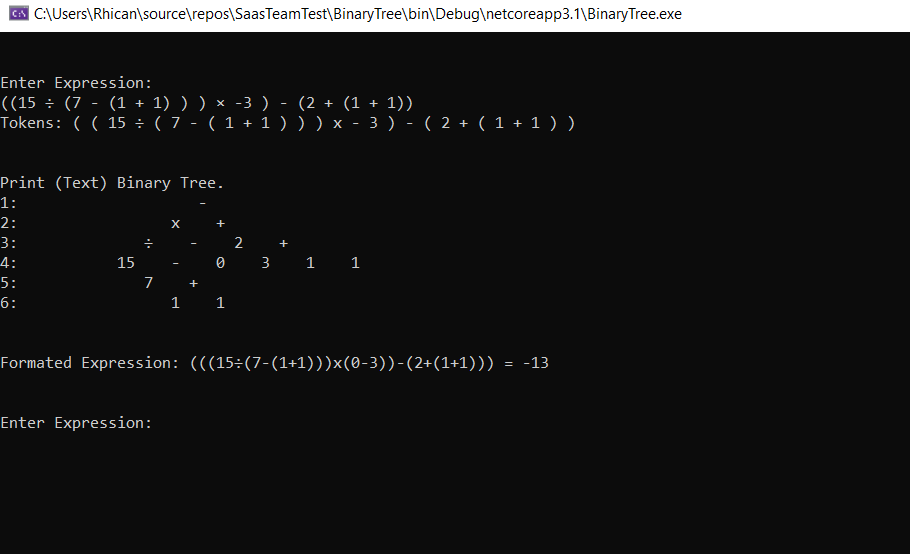 C:\Users\Rhican\source\repos\SaasTeamTest\BinaryTree\bin\Debug\netcoreapp3.1\BinaryTree.exe
Enter Expression:
((15 ÷ (7 - (1 + 1) ) ) × -3 ) - (2 + (1 + 1))
Tokens: ( ( 15 ÷ ( 7 - ( 1 + 1 ) ) ) x - 3 ) - ( 2 + ( 1 + 1 ) )
Print (Text) Binary Tree.
1:                    -
2:                 x    +
3:              ÷    -    2    +
4:           15    -    0    3    1    1
5:              7    +
6:                 1    1
Formated Expression: (((15÷(7-(1+1)))x(0-3))-(2+(1+1))) = -13
Enter Expression: